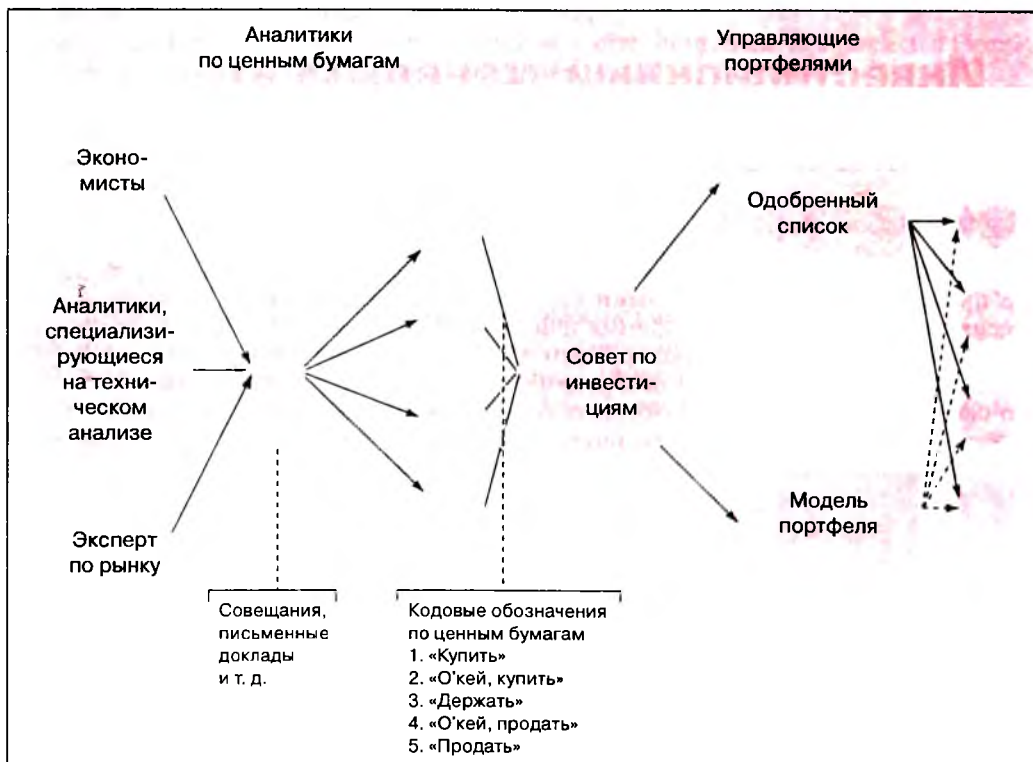 Аналитики
по ценным бумагам
Управляющие
портфелями
Эконо-
мисты
Аналитики,
специализи-
рующиеся
на техни-
ческом
анализе
Эксперт
по рынку
Совет по
инвести-
циям
Одобренный
список
Модель
портфеля
Совещания,
письменные
доклады
и т. д.
Кодовые обозначения
по ценным бумагам
1. «Купить»
2. «О'кей, купить»
3. «Держать»
4. «О'кей, продать»
5. «Продать»